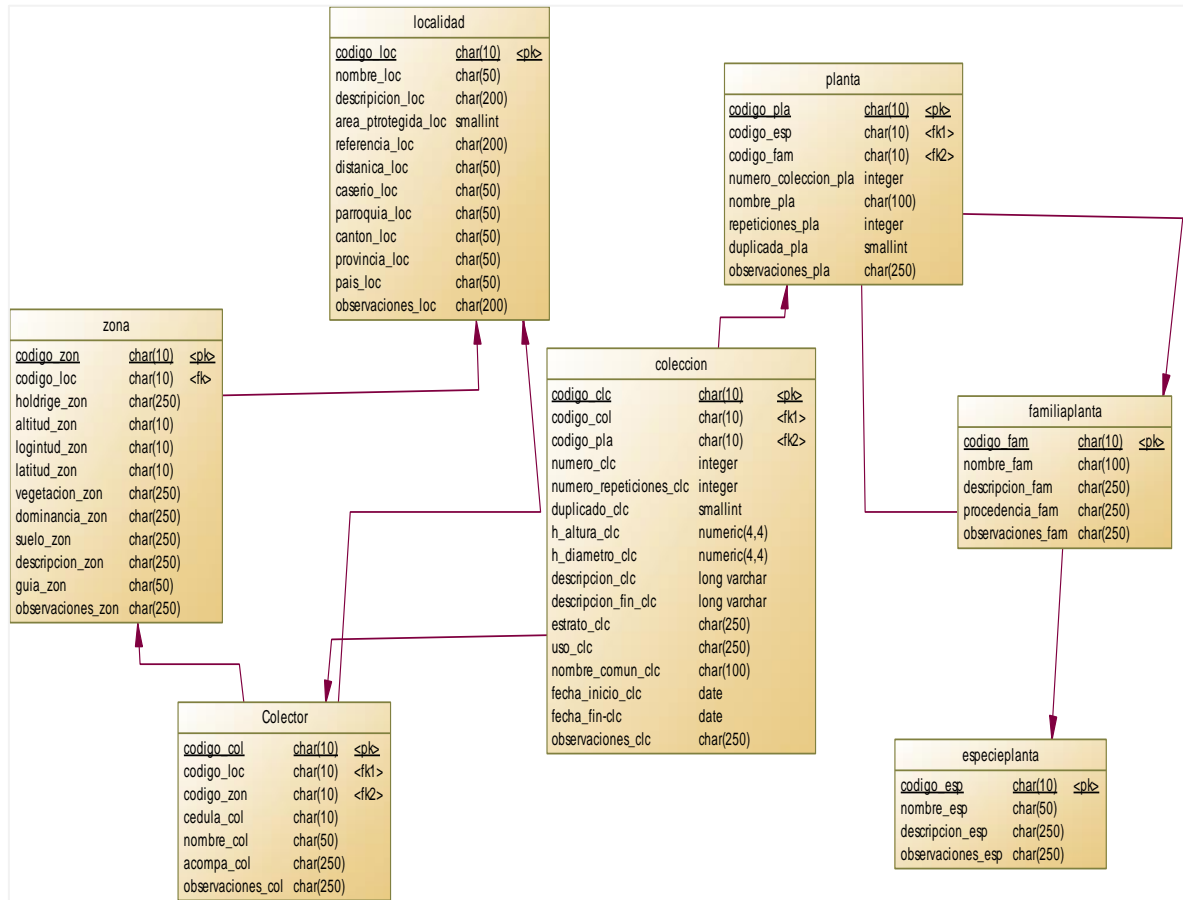 localidad
codigo_loc char(10) <pk>
nombre_loc char(50)
descripicion_loc char(200)
area_ptrotegida_loc smallint
referencia_loc char(200)
distanica_loc char(50)
caserio_loc char(50)
parroquia_loc char(50)
canton_loc char(50)
provincia_loc char(50)
pais_loc char(50)
observaciones_loc char(200)
planta
codigo_pla char(10) <pk>
codigo_esp char(10) <fk1>
codigo_fam char(10) <fk2>
numero_coleccion_pla integer
nombre_pla char(100)
repeticiones_pla integer
duplicada_pla smallint
observaciones_pla char(250)
zona
codigo_zon char(10) <pk>
codigo_loc char(10) <fk>
holdrige_zon char(250)
altitud_zon char(10)
logintud_zon char(10)
latitud_zon char(10)
vegetacion_zon char(250)
dominancia_zon char(250)
suelo_zon char(250)
descripcion_zon char(250)
guia_zon char(50)
observaciones_zon char(250)
coleccion
codigo_clc char(10) <pk>
codigo_col char(10) <fk1>
codigo_pla char(10) <fk2>
numero_clc integer
numero_repeticiones_clc integer
duplicado_clc smallint
h_altura_clc numeric(4,4)
h_diametro_clc numeric(4,4)
descripcion_clc long varchar
descripcion_fin_clc long varchar
estrato_clc char(250)
uso_clc char(250)
nombre_comun_clc char(100)
fecha_inicio_clc date
fecha_fin-clc date
observaciones_clc char(250)
familiaplanta
codigo_fam char(10) <pk>
nombre_fam char(100)
descripcion_fam char(250)
procedencia_fam char(250)
observaciones_fam char(250)
Colector
codigo_col char(10) <pk>
codigo_loc char(10) <fk1>
codigo_zon char(10) <fk2>
cedula_col char(10)
nombre_col char(50)
acompa_col char(250)
observaciones_col char(250)
especieplanta
codigo_esp char(10) <pk>
nombre_esp char(50)
descripcion_esp char(250)
observaciones_esp char(250)